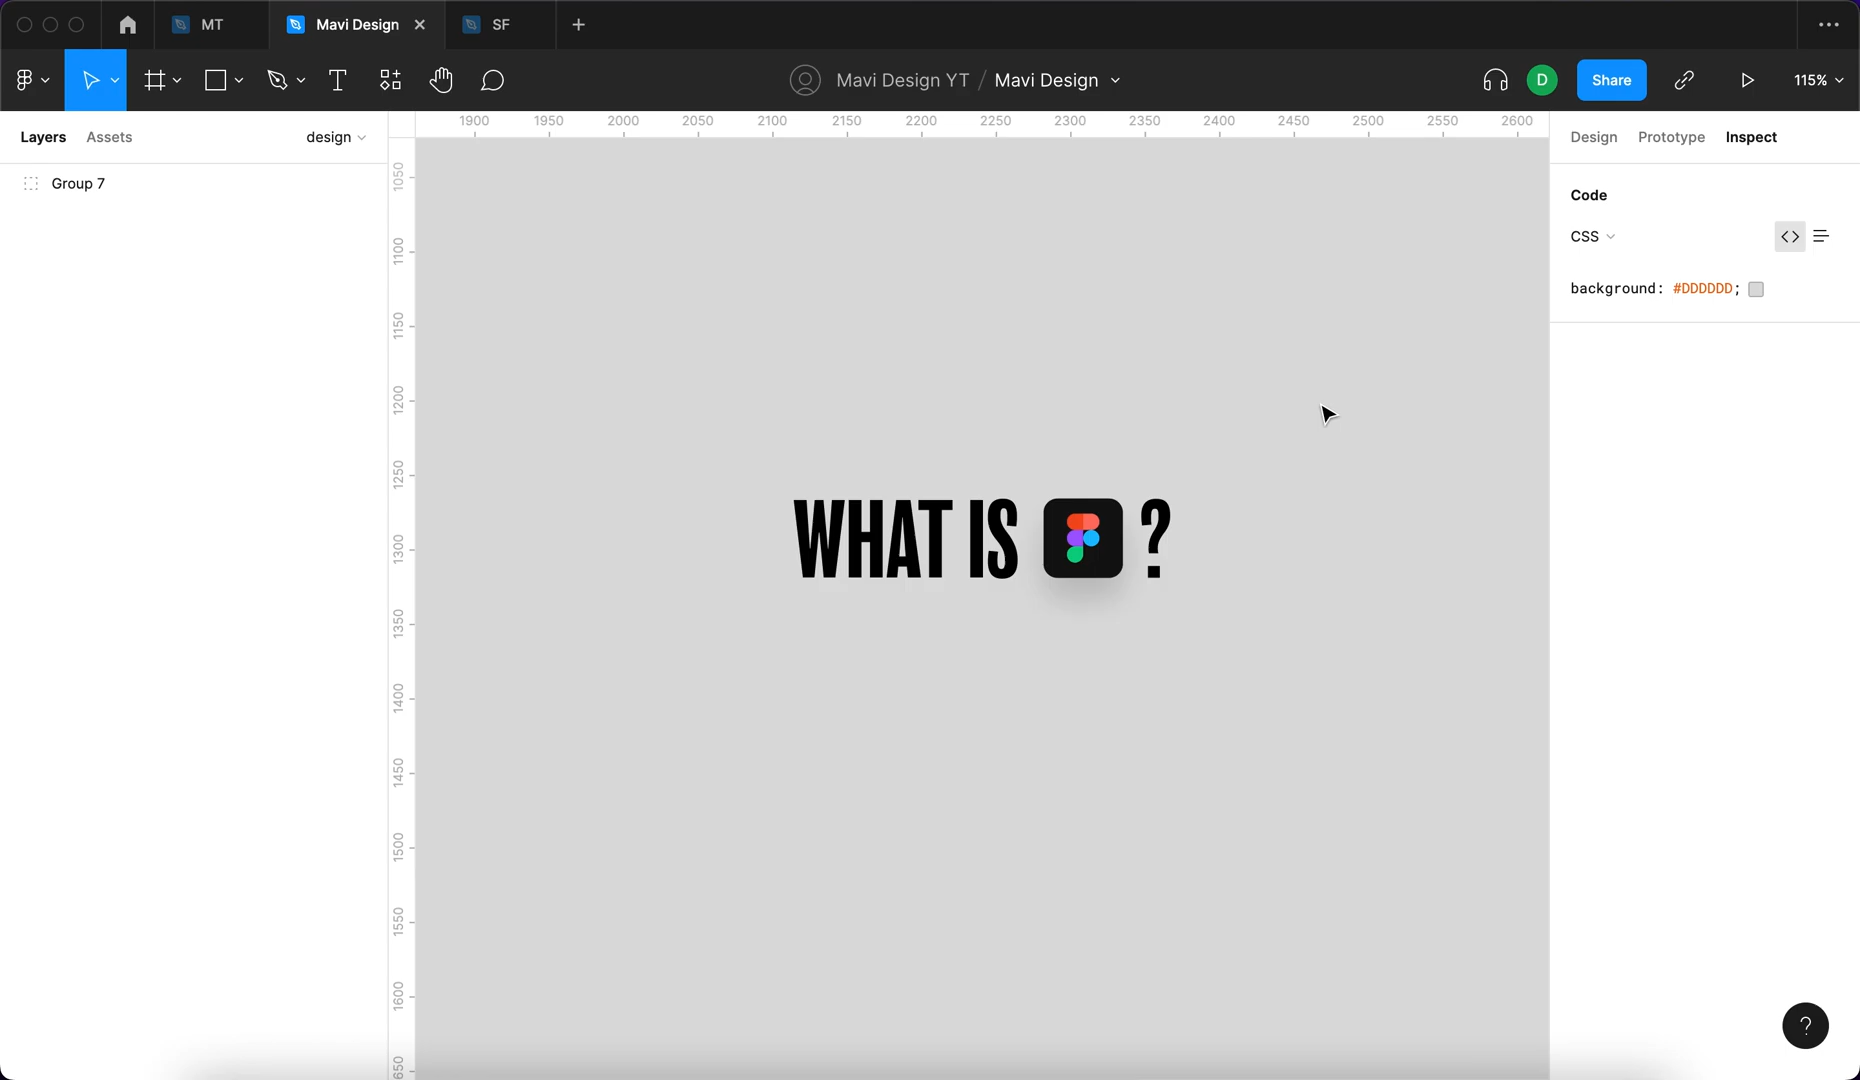 MT
Mavi Design
SF
Mavi Design YT / Mavi Design
D
Share
115%
Layers
Assets
design
Group 7
1900 1950 2000 2050 2100 2150 2200 2250 2300 2350 2400 2450 2500 2550 2600
1050
1100
1150
1200
1250
1300
1350
1400
1450
1500
1550
1600
650
WHAT IS ?
Design
Prototype
Inspect
Code
CSS
background: #DDDDDD;
?